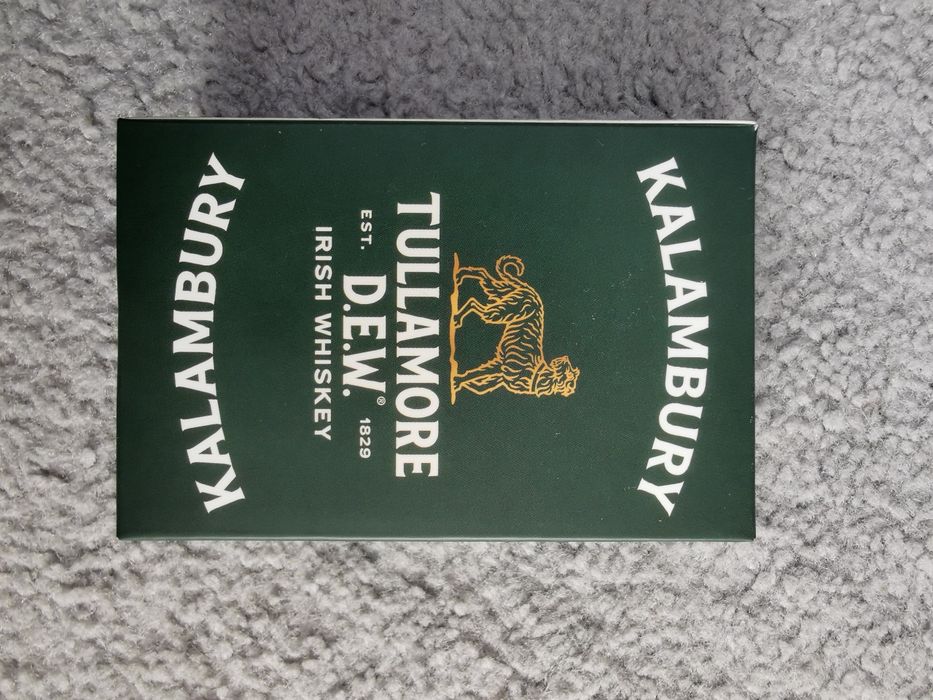 KALAMBURY
TULLAMORE
EST. D.E.W.® 1829
IRISH WHISKEY
KALAMBURY